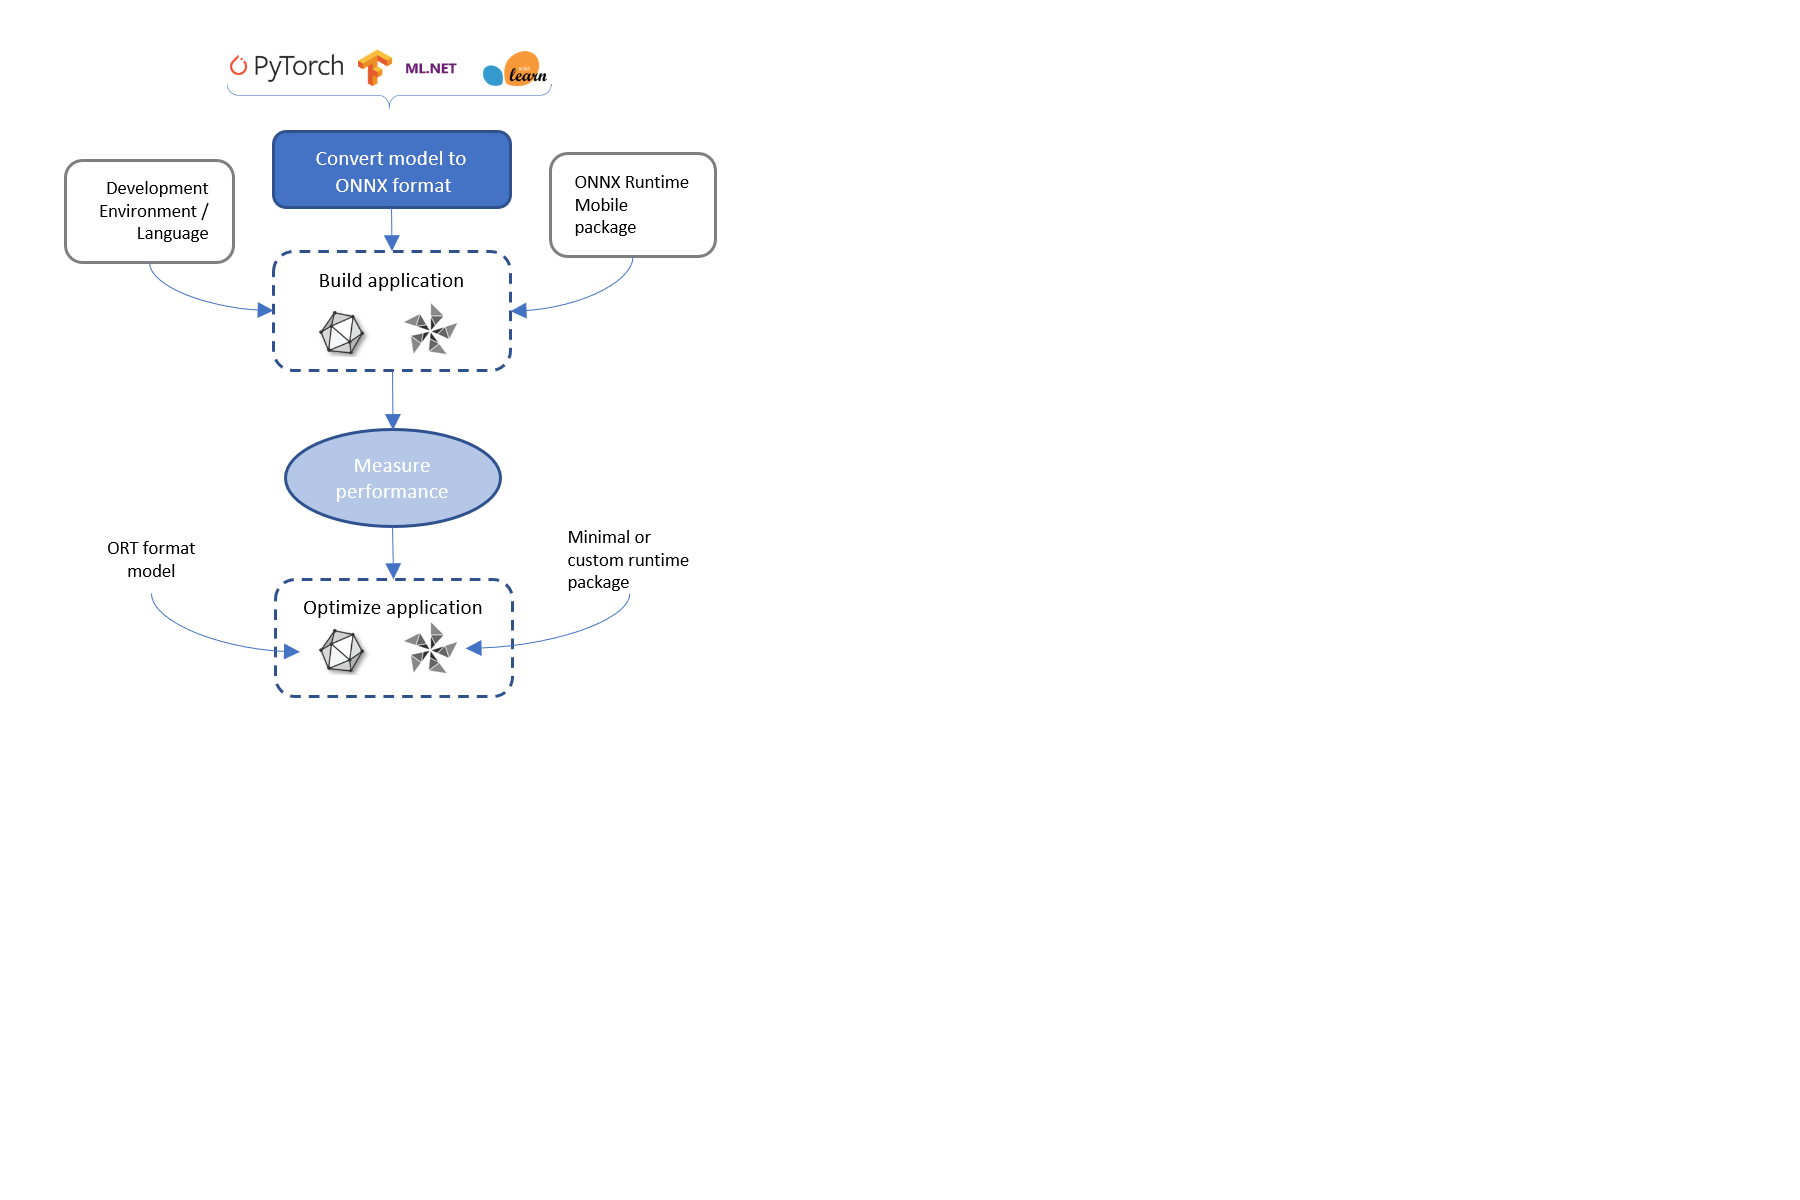 PyTorch
ML.NET
learn
Convert model to
ONNX format
Development
Environment /
Language
ONNX Runtime
Mobile
package
Build application
Measure
performance
ORT format
model
Minimal or
custom runtime
package
Optimize application